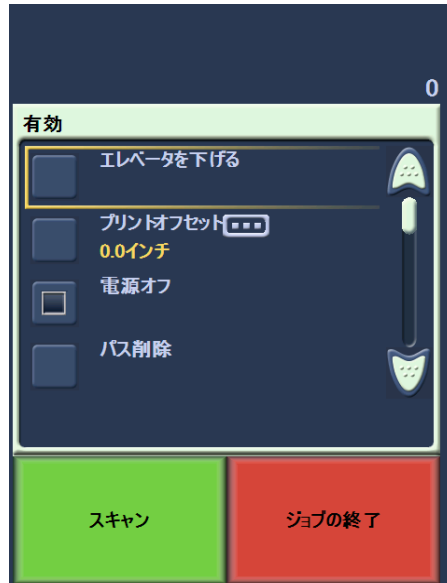 0
有効
エレベータを下げる
プリントオフセット
0.0インチ
電源オフ
パス削除
スキャン
ジョブの終了